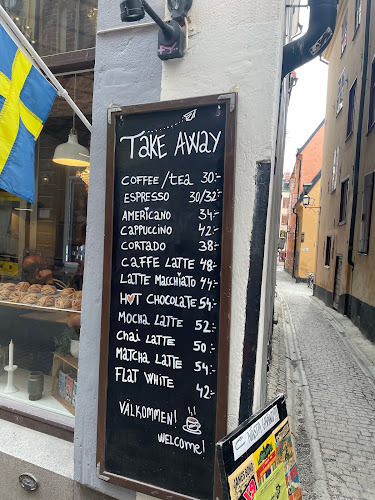 TAKE AWAY
COFFEE/TEA 30:-
ESPRESSO 30/32:-
AMERICANO 34:-
CAPPUCCINO 42:-
CORTADO 38:-
CAFFE LATTE 48:-
LATTE MACCHIATO 44:-
HOT CHOCOLATE 54:-
MOCHA LATTE 52:-
CHAI LATTE 50:-
MATCHA LATTE 54:-
FLAT WHITE 42:-
VÄLKOMMEN!
WELCOME!